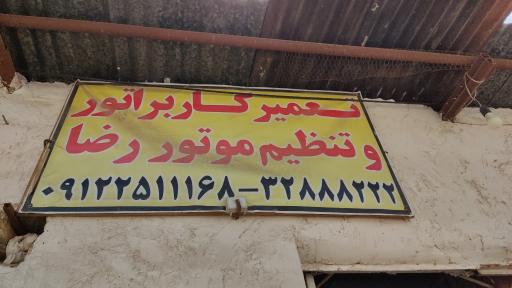 تعمیر کاربراتور
و تنظیم موتور رضا
۰۹۱۲۲۵۱۱۱۶۸-۳۲۸۸۸۲۲۲